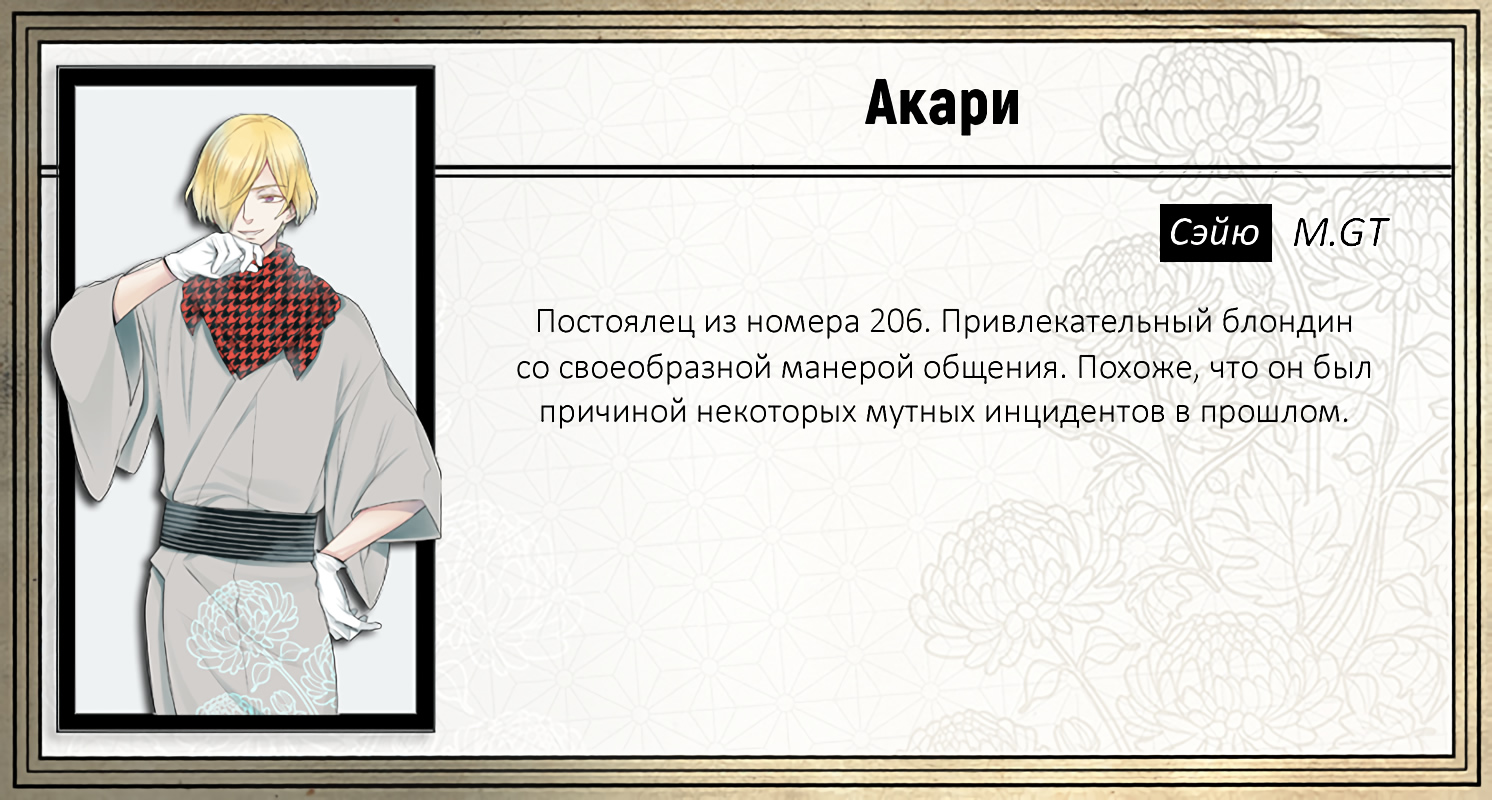 Акари
Сэйю M.GT
Постоялец из номера 206. Привлекательный блондин
со своеобразной манерой общения. Похоже, что он был
причиной некоторых мутных инцидентов в прошлом.